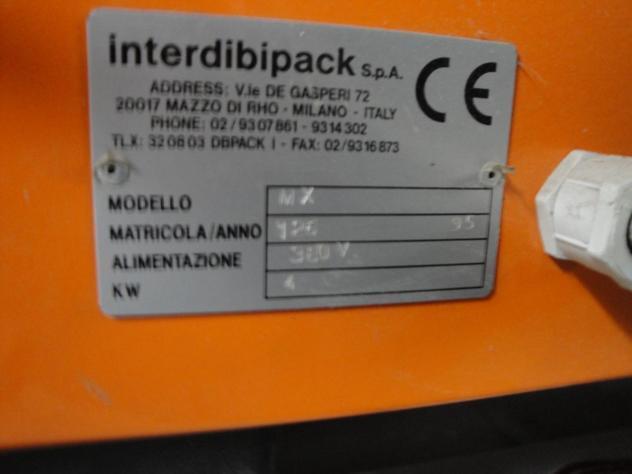 interdibipack S.p.A.
CE
ADDRESS: V.le DE GASPERI 72
20017 MAZZO DI RHO - MILANO - ITALY
PHONE: 02/9307861 - 9314302
TLX: 320803 DBPACK I - FAX: 02/9316873
MODELLO MX
MATRICOLA/ANNO 126 95
ALIMENTAZIONE 380 V.
KW 4